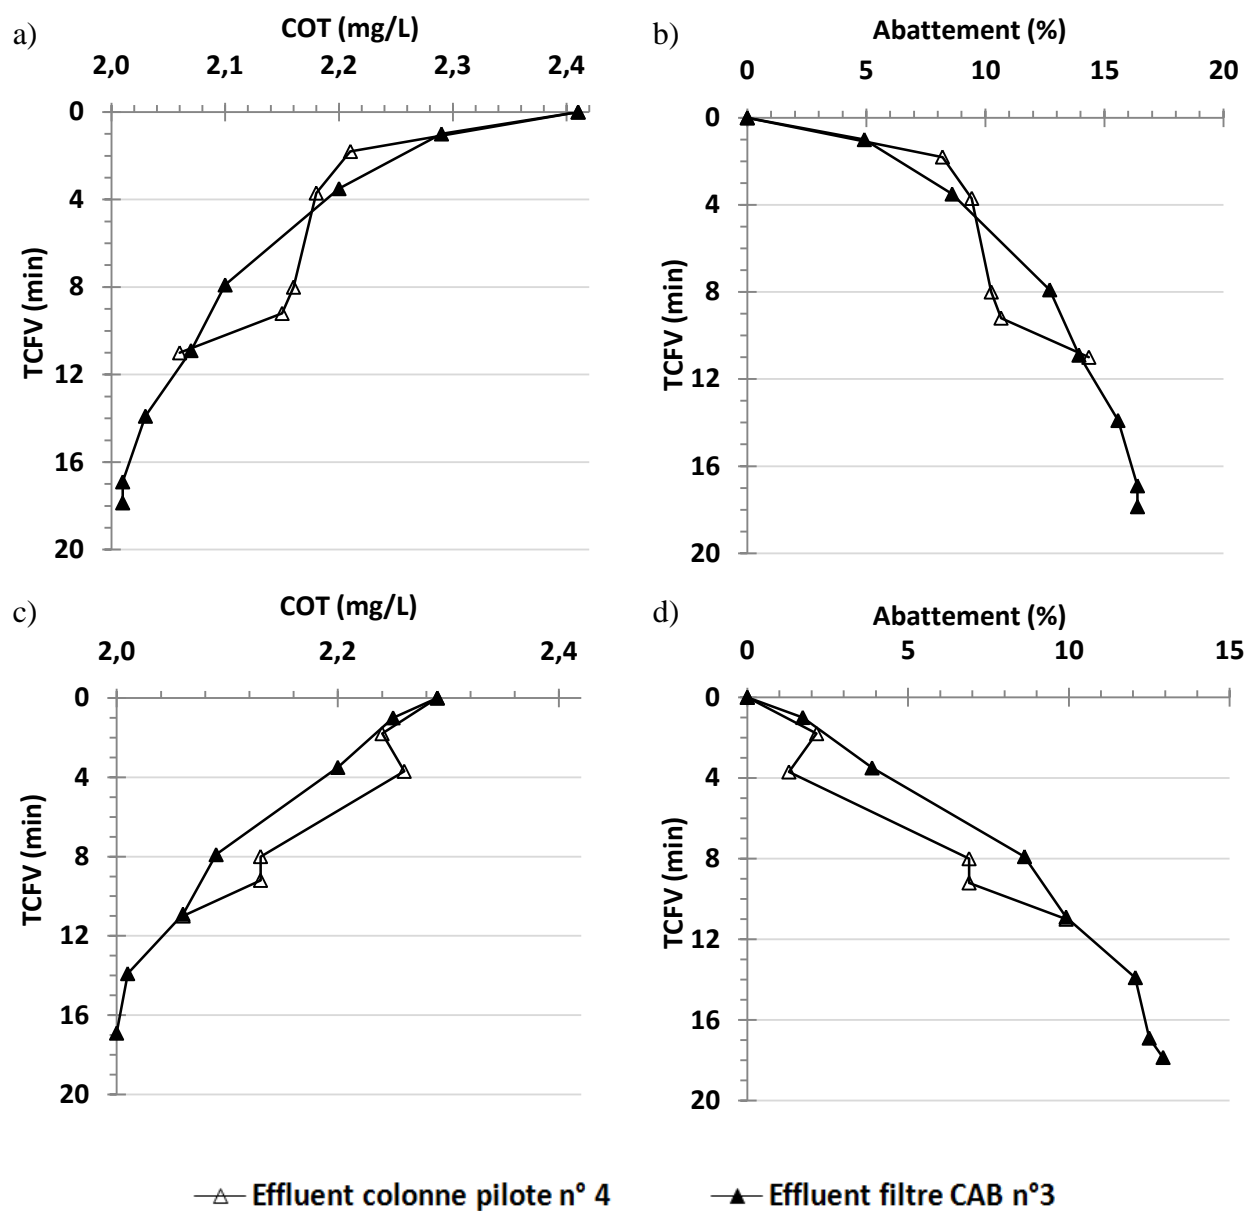 a)
COT (mg/L)
2,0 2,1 2,2 2,3 2,4
0
4
8
12
16
20
TCFV (min)
b)
Abattement (%)
0 5 10 15 20
0
4
8
12
16
20
TCFV (min)
c)
COT (mg/L)
2,0 2,2 2,4
0
4
8
12
16
20
TCFV (min)
d)
Abattement (%)
0 5 10 15
0
4
8
12
16
20
TCFV (min)
Effluent colonne pilote n° 4 Effluent filtre CAB n°3